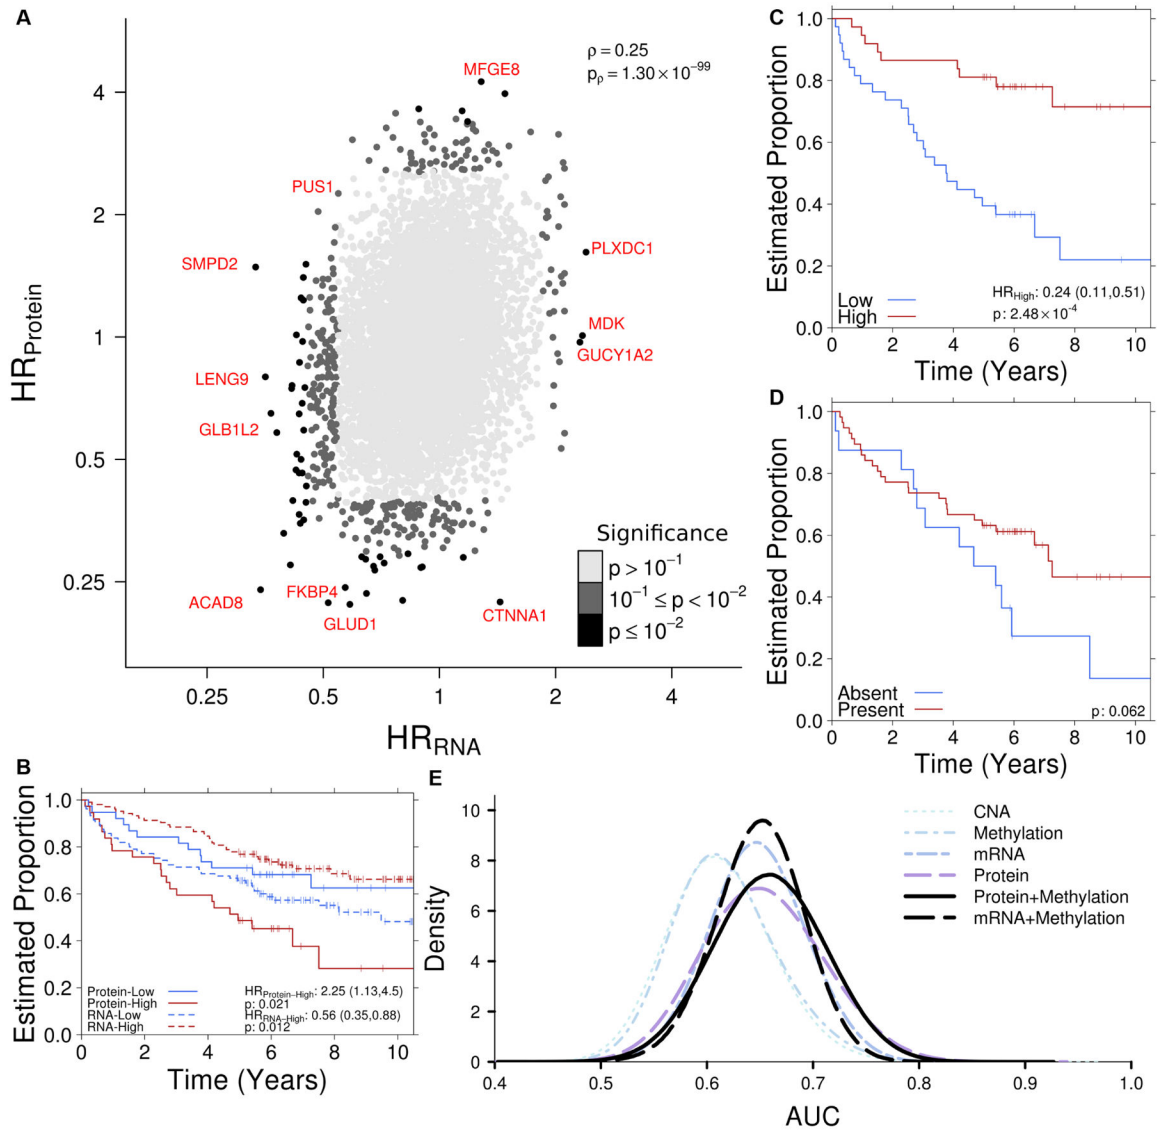 A
HR_Protein
4
2
1
0.5
0.25
ρ = 0.25
p_ρ = 1.30 × 10^−99
MFGE8
PUS1
SMPD2
PLXDC1
MDK
GUCY1A2
LENG9
GLB1L2
ACAD8
FKBP4
GLUD1
CTNNA1
Significance
p > 10^−1
10^−1 ≤ p < 10^−2
p ≤ 10^−2
0.25 0.5 1 2 4
HR_RNA
B
Estimated Proportion
1.0
0.8
0.6
0.4
0.2
0.0
Protein-Low
Protein-High
RNA-Low
RNA-High
HR_Protein−High: 2.25 (1.13,4.5)
p: 0.021
HR_RNA−High: 0.56 (0.35,0.88)
p: 0.012
0 2 4 6 8 10
Time (Years)
C
Estimated Proportion
1.0
0.8
0.6
0.4
0.2
0.0
Low
High
HR_High: 0.24 (0.11,0.51)
p: 2.48 × 10^−4
0 2 4 6 8 10
Time (Years)
D
Estimated Proportion
1.0
0.8
0.6
0.4
0.2
0.0
Absent
Present
p: 0.062
0 2 4 6 8 10
Time (Years)
E
Density
10
8
6
4
2
0
CNA
Methylation
mRNA
Protein
Protein+Methylation
mRNA+Methylation
0.4 0.5 0.6 0.7 0.8 0.9 1.0
AUC